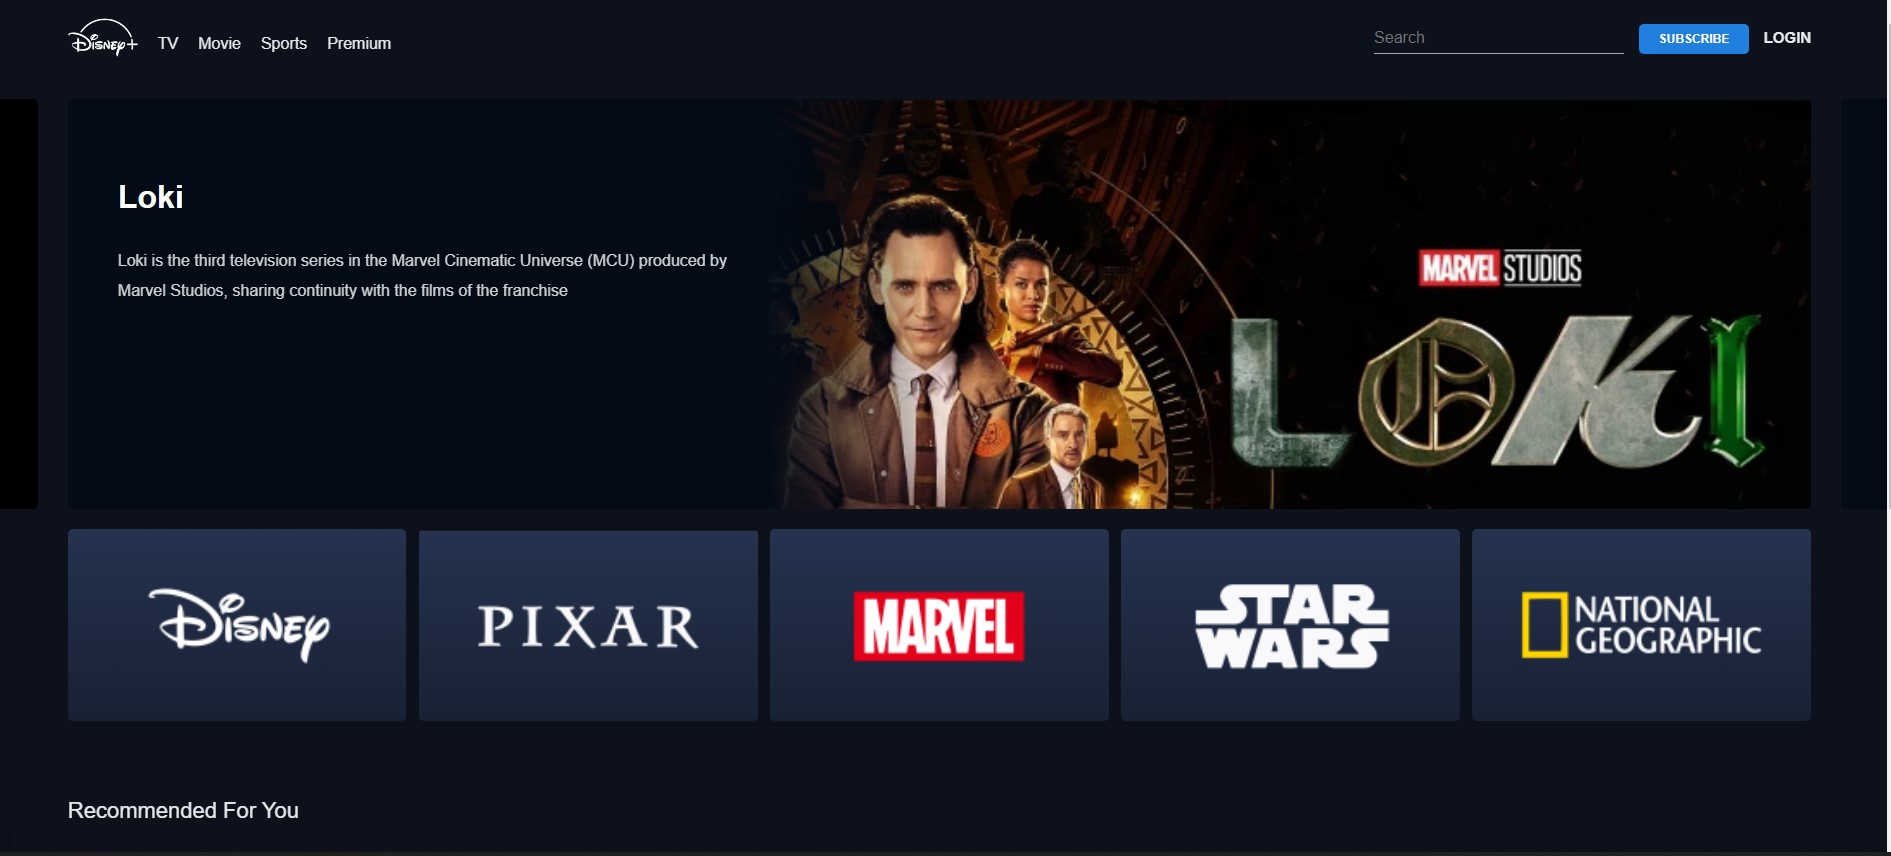 Disney+
TV Movie Sports Premium
Search
SUBSCRIBE
LOGIN
Loki
Loki is the third television series in the Marvel Cinematic Universe (MCU) produced by
Marvel Studios, sharing continuity with the films of the franchise
MARVEL STUDIOS
LOKI
Disney
PIXAR
MARVEL
STAR
WARS
NATIONAL
GEOGRAPHIC
Recommended For You